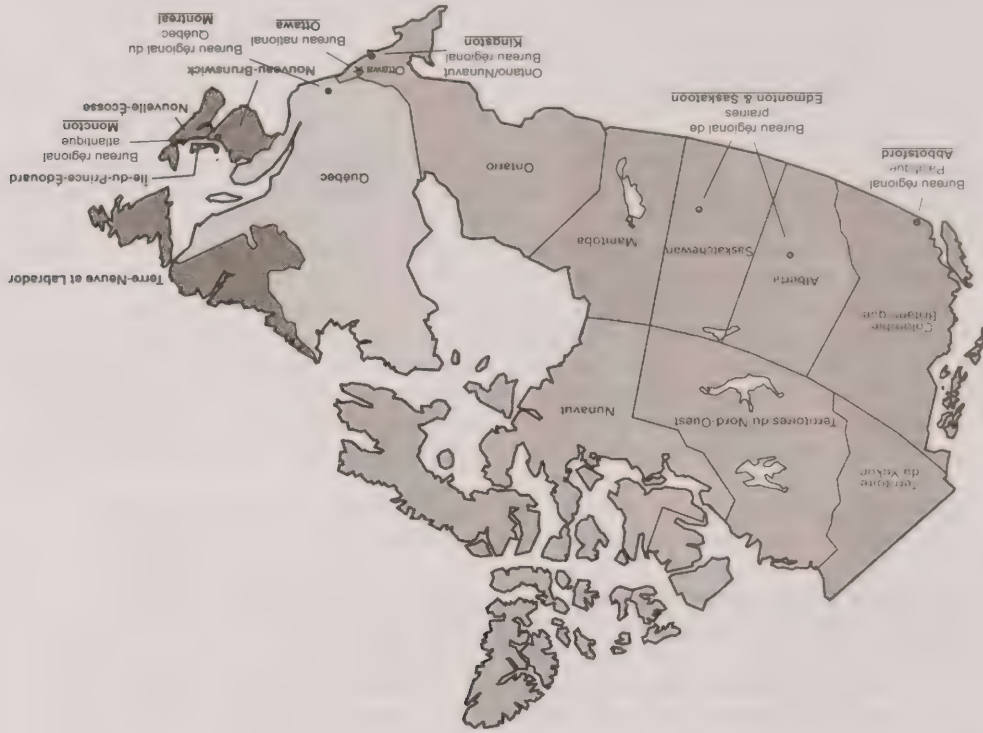 Territoire
du Yukon
Territoires du Nord-Ouest
Nunavut
Colombie-
Britannique
Alberta
Saskatchewan
Manitoba
Ontario
Québec
Terre-Neuve et Labrador
Île-du-Prince-Édouard
Bureau régional
atlantique
Moncton
Nouvelle-Écosse
Nouveau-Brunswick
Bureau régional
Pacifique
Abbotsford
Bureau régional de
prairies
Edmonton & Saskatoon
Ottawa
Ontario/Nunavut
Bureau régional
Kingston
Bureau national
Ottawa
Bureau régional du
Québec
Montreal